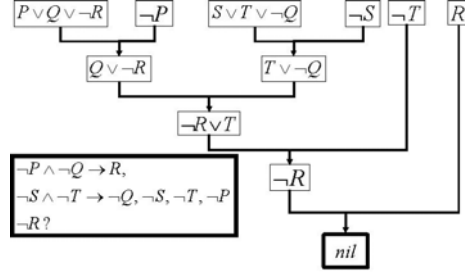 P ∨ Q ∨ ¬R ¬P S ∨ T ∨ ¬Q ¬S ¬T R
Q ∨ ¬R T ∨ ¬Q
¬R ∨ T
¬P ∧ ¬Q → R,
¬S ∧ ¬T → ¬Q, ¬S, ¬T, ¬P
¬R?
¬R
nil